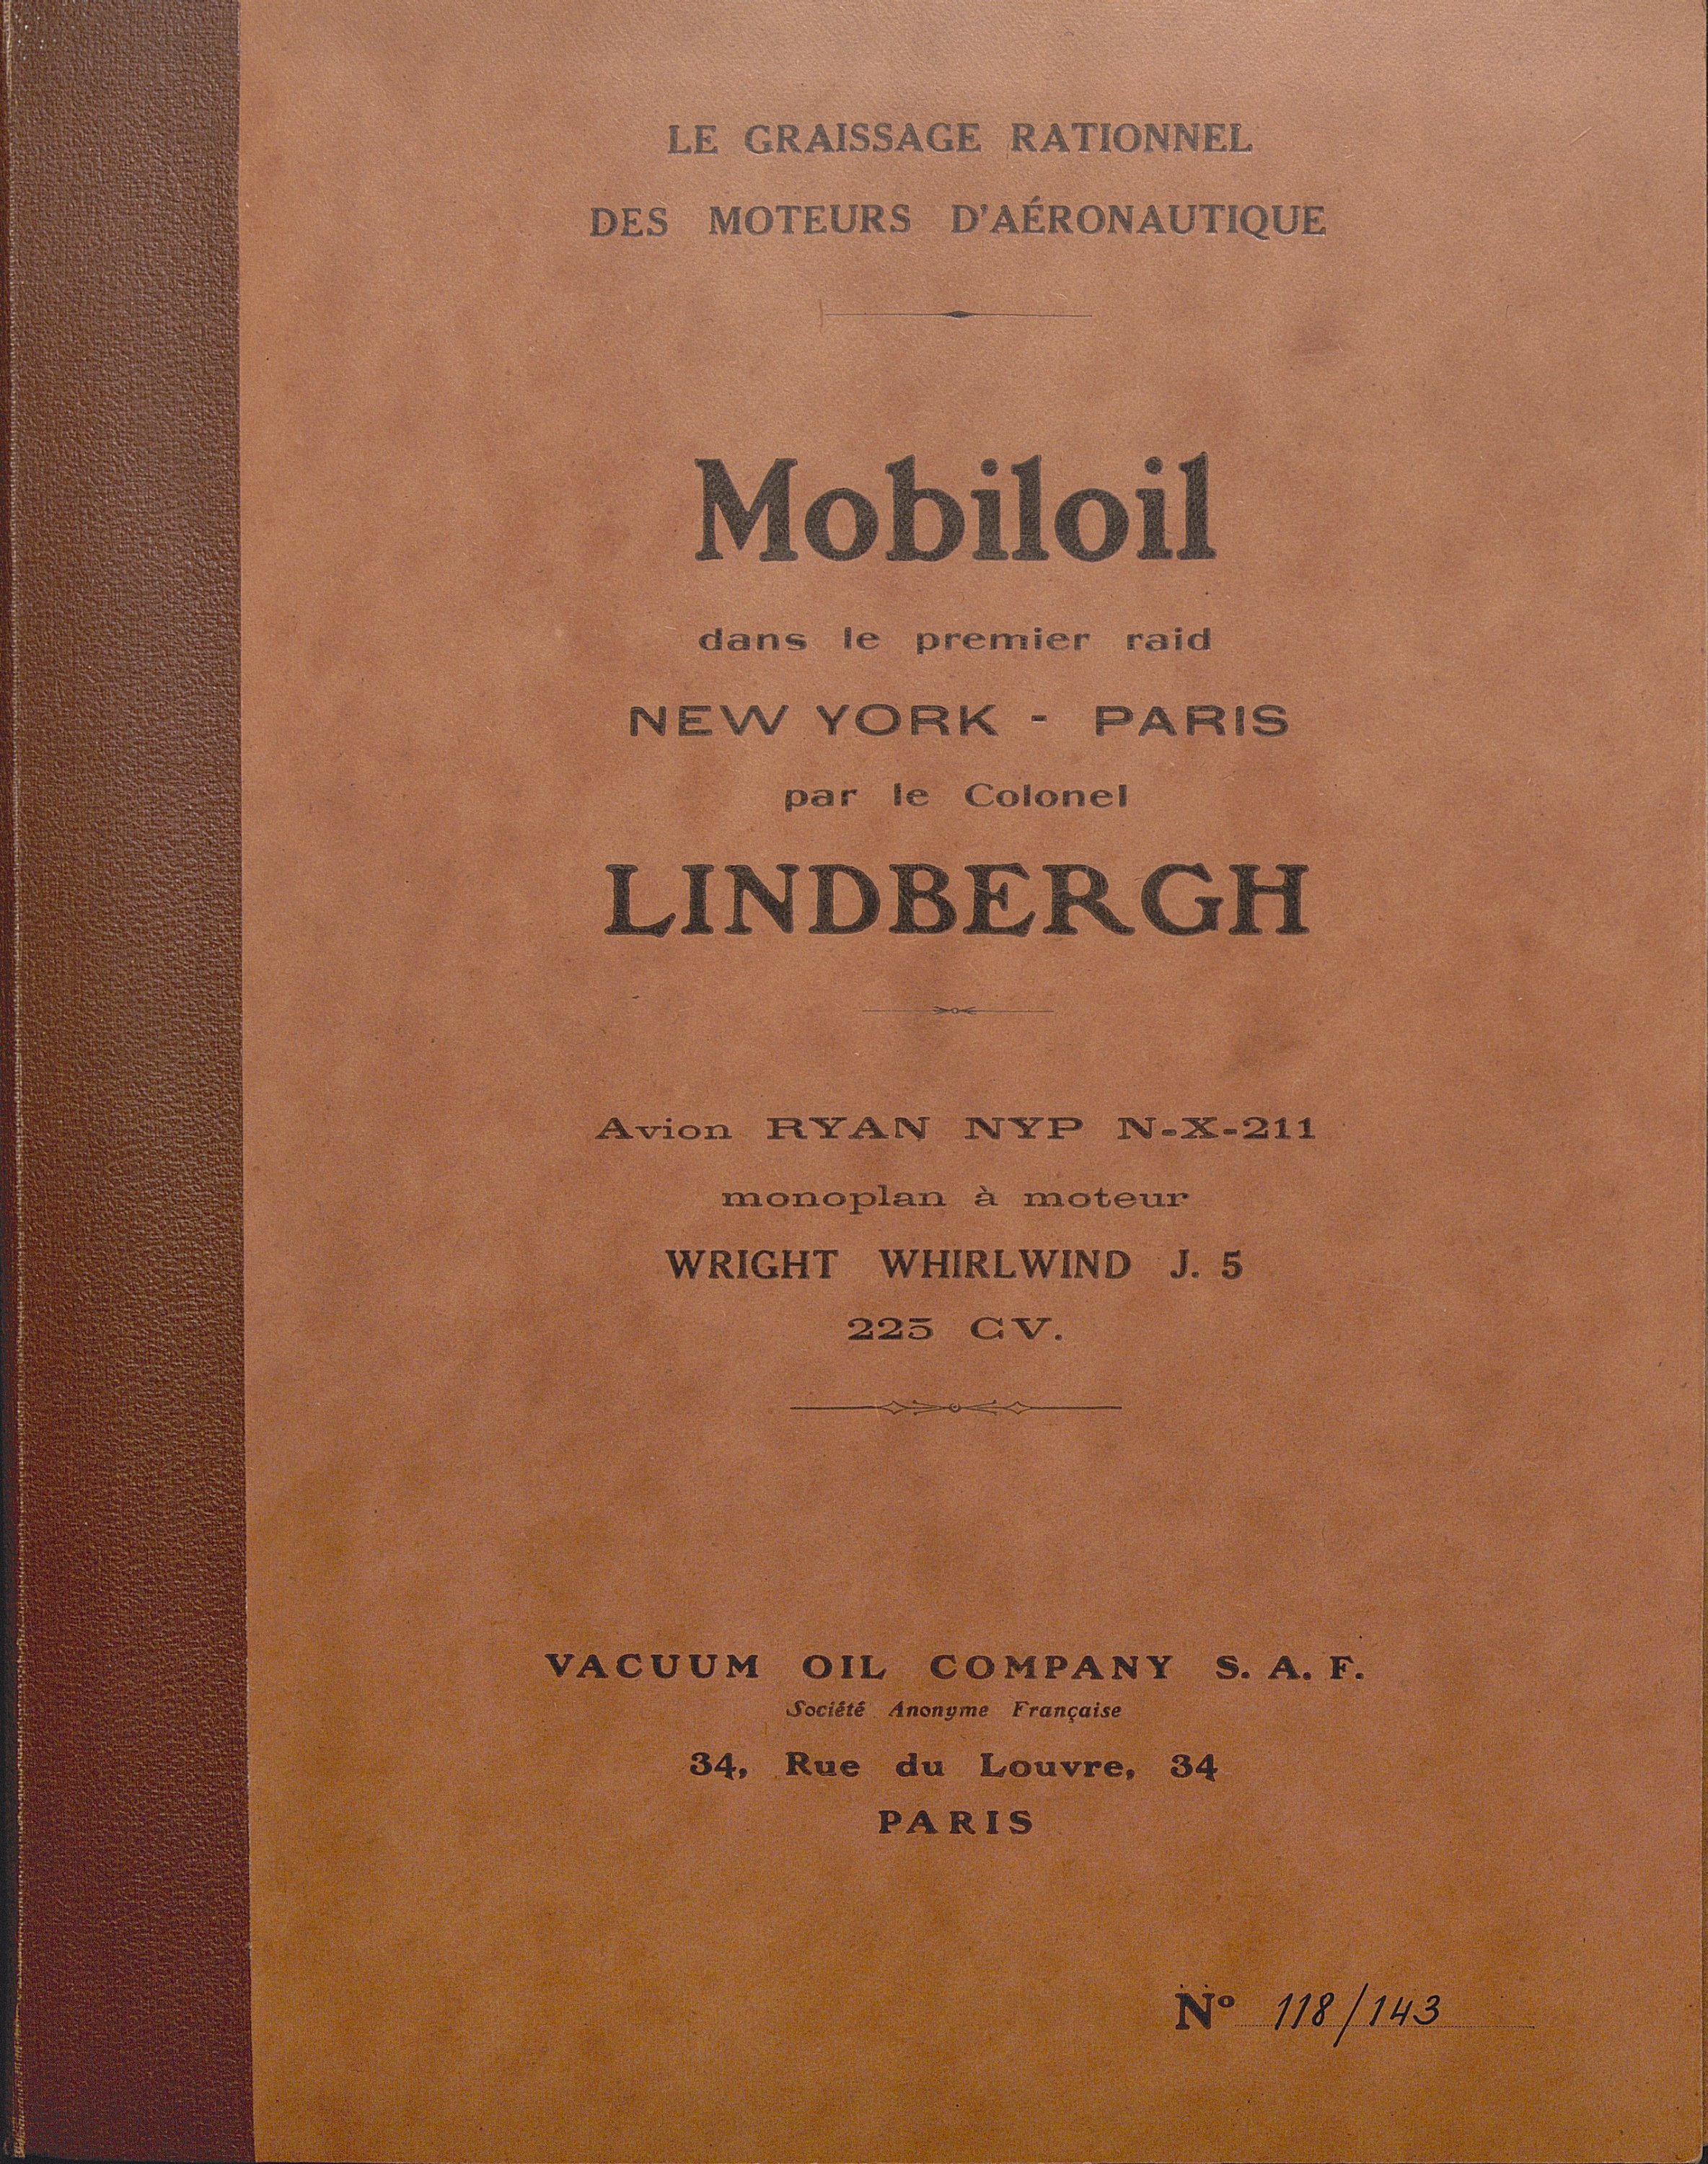 LE GRAISSAGE RATIONNEL
DES MOTEURS D'AÉRONAUTIQUE
Mobiloil
dans le premier raid
NEW YORK - PARIS
par le Colonel
LINDBERGH
Avion RYAN NYP N-X-211
monoplan à moteur
WRIGHT WHIRLWIND J. 5
225 CV.
VACUUM OIL COMPANY S. A. F.
Société Anonyme Française
34, Rue du Louvre, 34
PARIS
Nº 118/143